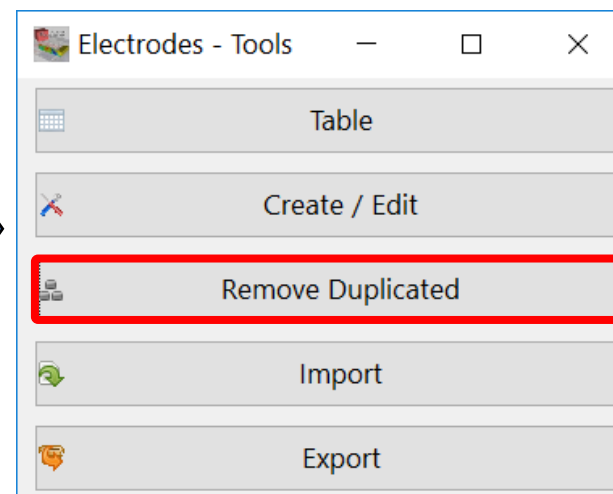 Electrodes - Tools
Table
Create / Edit
Remove Duplicated
Import
Export